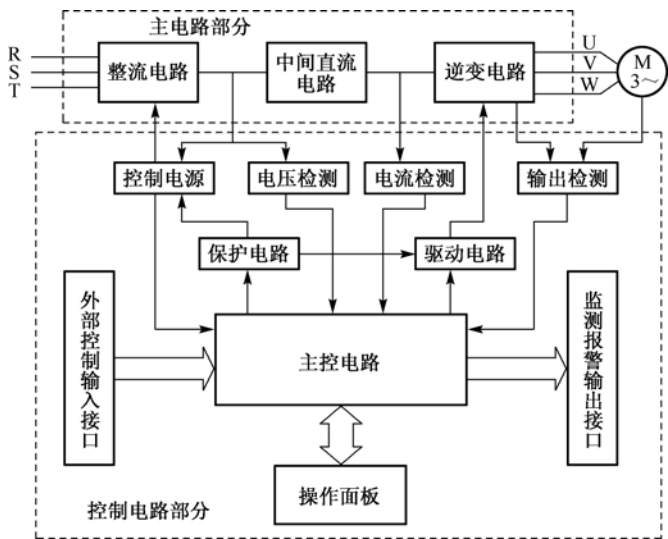 主电路部分
R
S
T
整流电路
中间直流
电路
逆变电路
U
V
W
M
3～
控制电源
电压检测
电流检测
输出检测
保护电路
驱动电路
外部控制输入接口
主控电路
监测报警输出接口
操作面板
控制电路部分